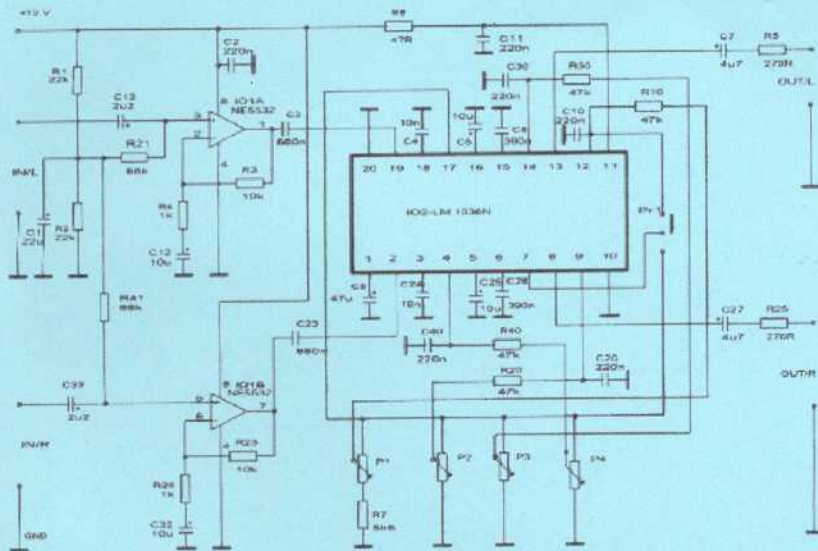 +12 V
R1
22k
C2
220n
R6
47R
C11
220n
C7
4u7
R5
270R
OUT/L
C13
2u2
8
IO1A
NE5532
3
2
1
4
C3
680n
C30
220n
R30
47k
C10
220n
R10
47k
10n
C4
10u
C5
C6
390n
IN/L
R21
68k
R3
10k
R4
1k
C12
10u
C1
22u
R2
22k
20 19 18 17 16 15 14 13 12 11
IO2-LM 1036N
1 2 3 4 5 6 7 8 9 10
Pr1
RA1
68k
C8
47u
C24
10n
C25
10u
C26
390n
C23
680n
C40
220n
R40
47k
R20
47k
C20
220n
C27
4u7
R25
270R
OUT/R
C33
2u2
8
IO1B
NE5532
5
6
7
4
R23
10k
IN/R
R24
1k
C32
10u
GND
P1
P2
P3
P4
R7
5k6